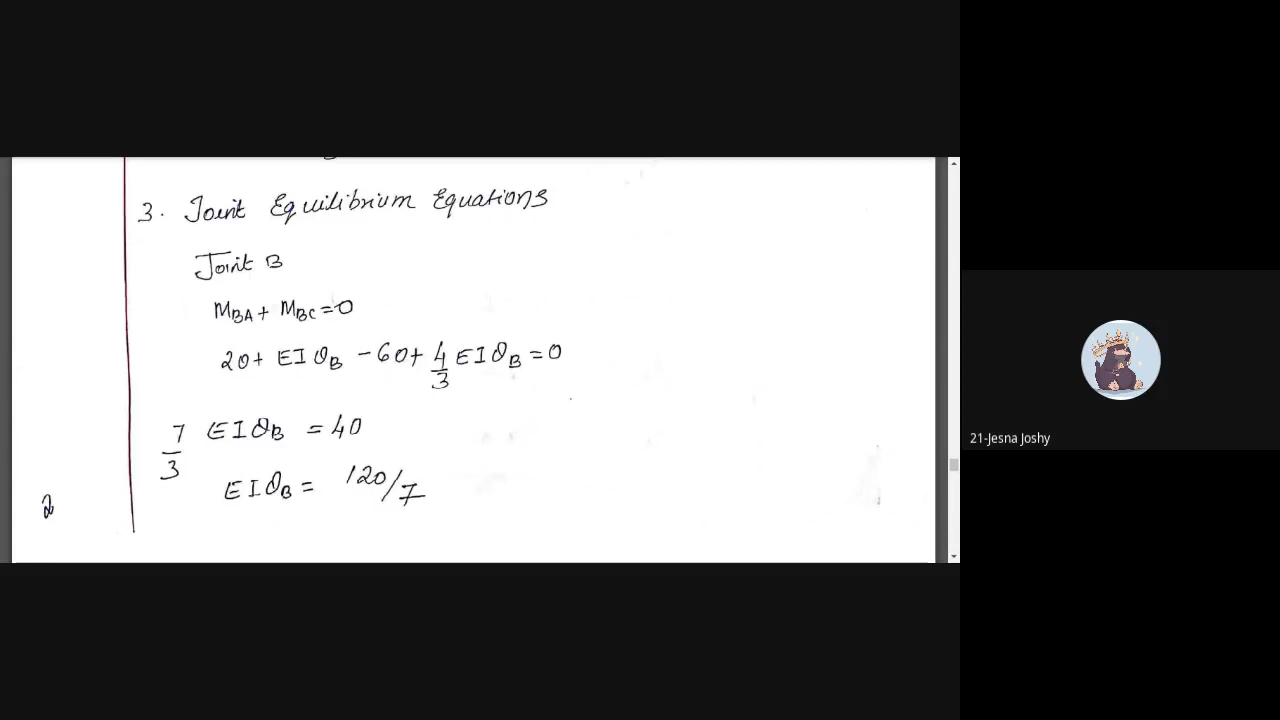 3. Joint Equilibrium Equations
Joint B
MBA + MBC = 0
20 + EIθB - 60 + 4/3 EIθB = 0
7/3 EIθB = 40
EIθB = 120/7
2
21-Jesna Joshy